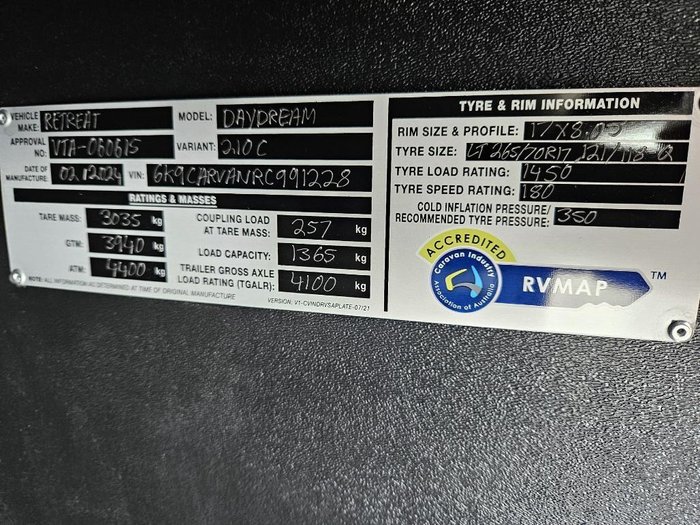 VEHICLE MAKE: RETREAT MODEL: DAYDREAM
APPROVAL NO: VTA-060615 VARIANT: 210C
DATE OF MANUFACTURE: 02/2024 VIN: 6K9CARVANRC991228
RATINGS & MASSES
TARE MASS: 3035 kg COUPLING LOAD AT TARE MASS: 257 kg
GTM: 3940 kg LOAD CAPACITY: 1365 kg
ATM: 4400 kg TRAILER GROSS AXLE LOAD RATING (TGALR): 4100 kg
NOTE: ALL INFORMATION AS DETERMINED AT TIME OF ORIGINAL MANUFACTURE
VERSION: V1-CVNDRVSAPLATE-07/21
TYRE & RIM INFORMATION
RIM SIZE & PROFILE: 17X8.00
TYRE SIZE: LT 265/70R17 121/118-Q
TYRE LOAD RATING: 1450
TYRE SPEED RATING: 180
COLD INFLATION PRESSURE/
RECOMMENDED TYRE PRESSURE: 350
ACCREDITED
Caravan Industry
Association of Australia
RVMAP™